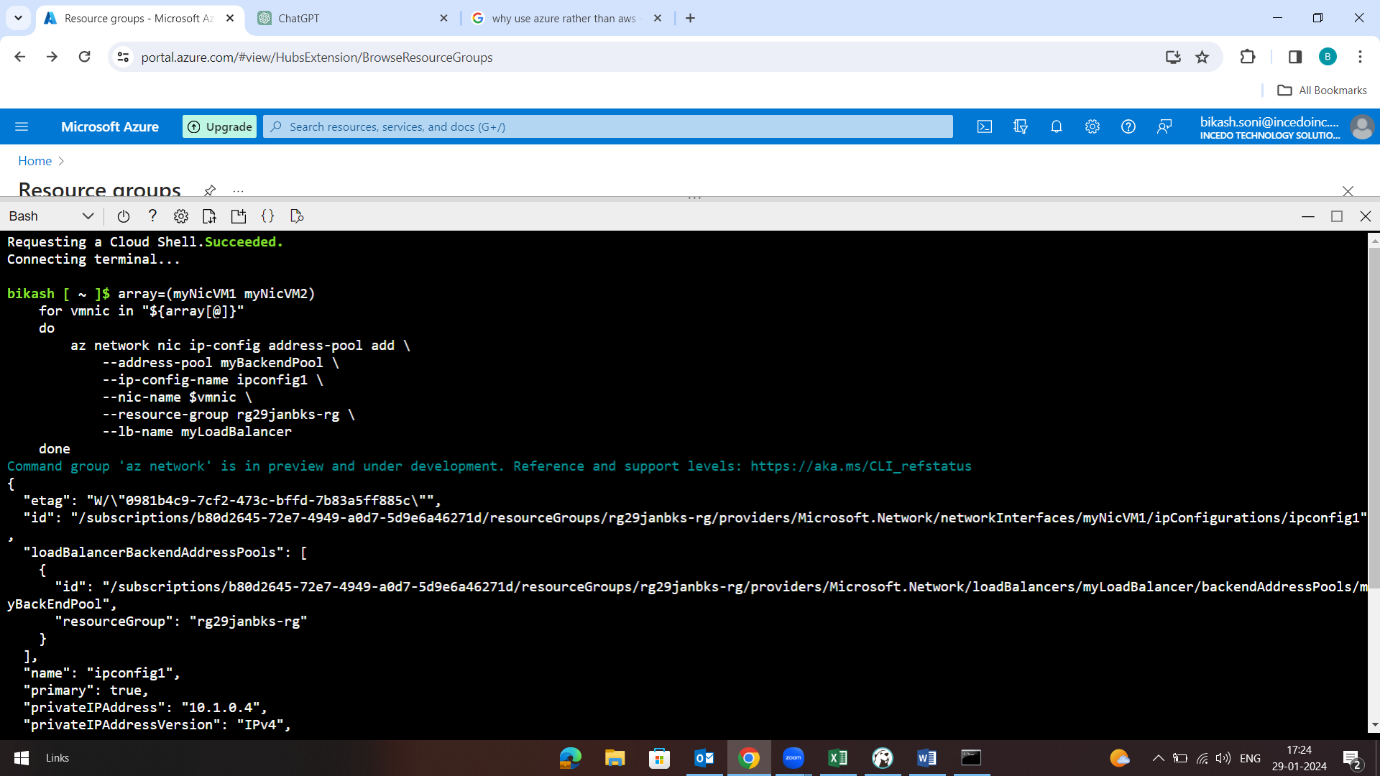 Resource groups - Microsoft Az
ChatGPT
why use azure rather than aws
portal.azure.com/#view/HubsExtension/BrowseResourceGroups
B
All Bookmarks
Microsoft Azure
Upgrade
Search resources, services, and docs (G+/)
bikash.soni@incedoinc....
INCEDO TECHNOLOGY SOLUTIO...
Home >
Resource groups
...
Bash
Requesting a Cloud Shell.Succeeded.
Connecting terminal...
bikash [ ~ ]$ array=(myNicVM1 myNicVM2)
for vmnic in "${array[@]}"
do
az network nic ip-config address-pool add \
--address-pool myBackendPool \
--ip-config-name ipconfig1 \
--nic-name $vmnic \
--resource-group rg29janbks-rg \
--lb-name myLoadBalancer
done
Command group 'az network' is in preview and under development. Reference and support levels: https://aka.ms/CLI_refstatus
{
"etag": "W/\"0981b4c9-7cf2-473c-bffd-7b83a5ff885c\"",
"id": "/subscriptions/b80d2645-72e7-4949-a0d7-5d9e6a46271d/resourceGroups/rg29janbks-rg/providers/Microsoft.Network/networkInterfaces/myNicVM1/ipConfigurations/ipconfig1"
,
"loadBalancerBackendAddressPools": [
{
"id": "/subscriptions/b80d2645-72e7-4949-a0d7-5d9e6a46271d/resourceGroups/rg29janbks-rg/providers/Microsoft.Network/loadBalancers/myLoadBalancer/backendAddressPools/m
yBackEndPool",
"resourceGroup": "rg29janbks-rg"
}
],
"name": "ipconfig1",
"primary": true,
"privateIPAddress": "10.1.0.4",
"privateIPAddressVersion": "IPv4",
Links
zoom
ENG
17:24
29-01-2024
2